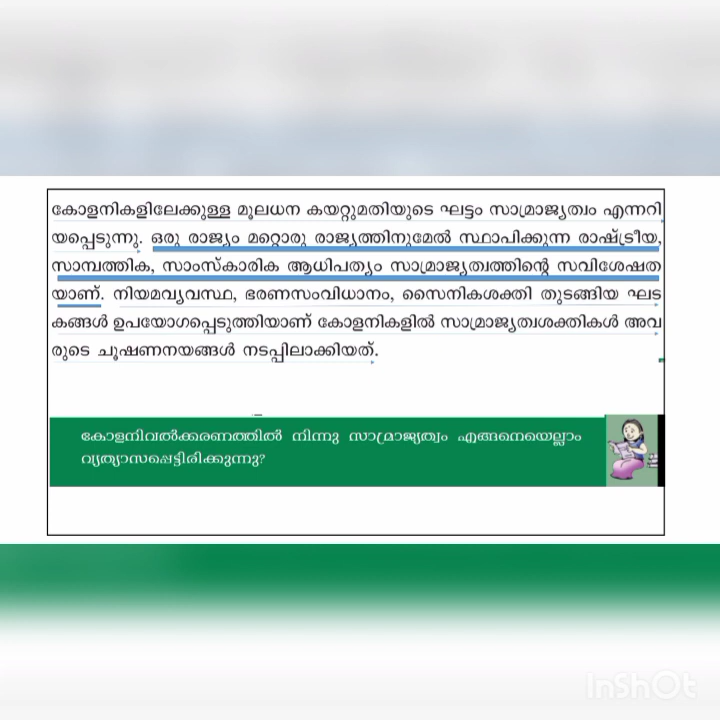 കോളനികളിലേക്കുള്ള മൂലധന കയറ്റുമതിയുടെ ഘട്ടം സാമ്രാജ്യത്വം എന്നറി
യപ്പെടുന്നു. ഒരു രാജ്യം മറ്റൊരു രാജ്യത്തിനുമേൽ സ്ഥാപിക്കുന്ന രാഷ്ട്രീയ,
സാമ്പത്തിക, സാംസ്കാരിക ആധിപത്യം സാമ്രാജ്യത്വത്തിന്റെ സവിശേഷത
യാണ്. നിയമവ്യവസ്ഥ, ഭരണസംവിധാനം, സൈനികശക്തി തുടങ്ങിയ ഘട
കങ്ങൾ ഉപയോഗപ്പെടുത്തിയാണ് കോളനികളിൽ സാമ്രാജ്യത്വശക്തികൾ അവ
രുടെ ചൂഷണനയങ്ങൾ നടപ്പിലാക്കിയത്.
കോളനിവൽക്കരണത്തിൽ നിന്നു സാമ്രാജ്യത്വം എങ്ങനെയെല്ലാം
വ്യത്യാസപ്പെട്ടിരിക്കുന്നു?
InShOt